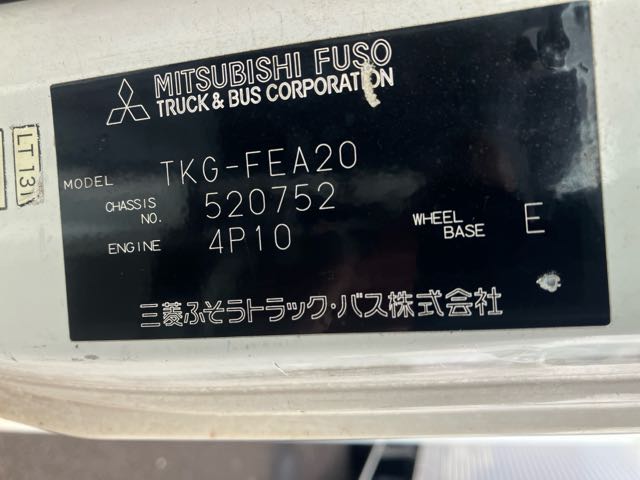 MITSUBISHI FUSO
TRUCK & BUS CORPORATION
LT131
MODEL TKG-FEA20
CHASSIS NO. 520752
ENGINE 4P10
WHEEL BASE E
三菱ふそうトラック・バス株式会社